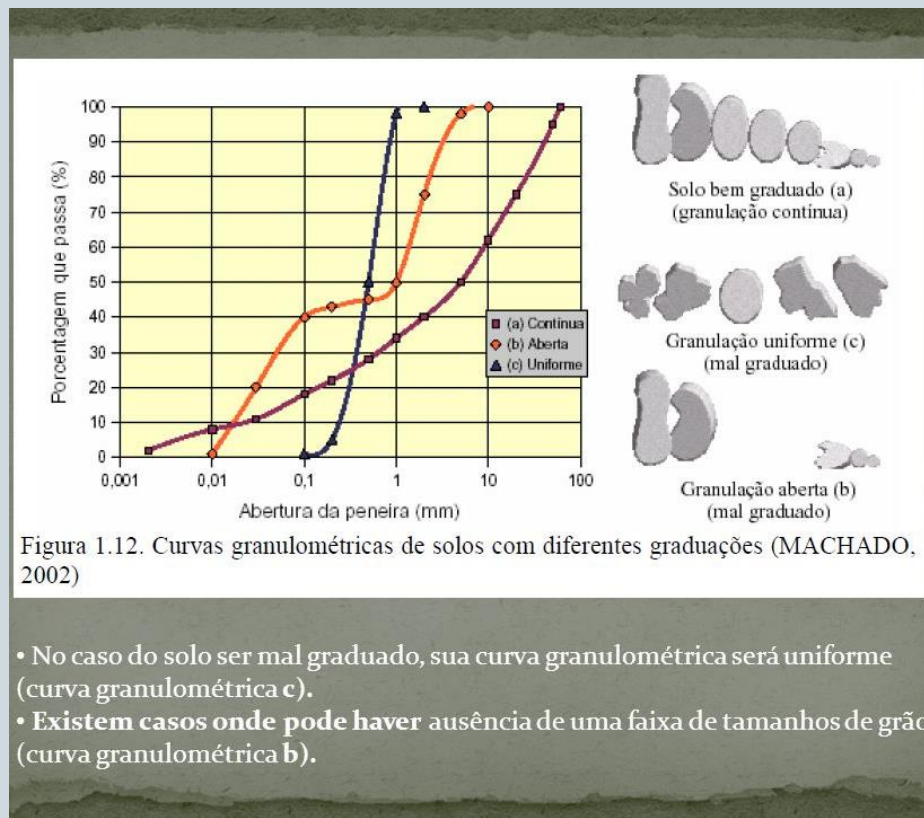 Porcentagem que passa (%)
100
90
80
70
60
50
40
30
20
10
0
0,001
0,01
0,1
1
10
100
Abertura da peneira (mm)
(a) Contínua
(b) Aberta
(c) Uniforme
Solo bem graduado (a)
(granulação contínua)
Granulação uniforme (c)
(mal graduado)
Granulação aberta (b)
(mal graduado)
Figura 1.12. Curvas granulométricas de solos com diferentes graduações (MACHADO,
2002)
• No caso do solo ser mal graduado, sua curva granulométrica será uniforme
(curva granulométrica c).
• Existem casos onde pode haver ausência de uma faixa de tamanhos de grão
(curva granulométrica b).